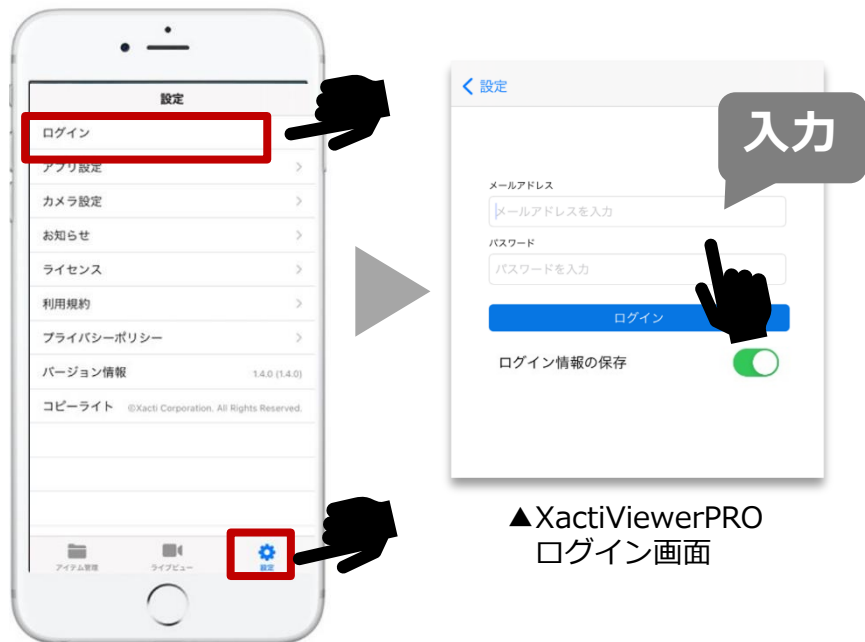 設定
ログイン
アプリ設定
カメラ設定
お知らせ
ライセンス
利用規約
プライバシーポリシー
バージョン情報 1.4.0 (1.4.0)
コピーライト ©Xacti Corporation. All Rights Reserved.
アイテム管理 ライブビュー 設定
設定
入力
メールアドレス
メールアドレスを入力
パスワード
パスワードを入力
ログイン
ログイン情報の保存
▲XactiViewerPRO
ログイン画面